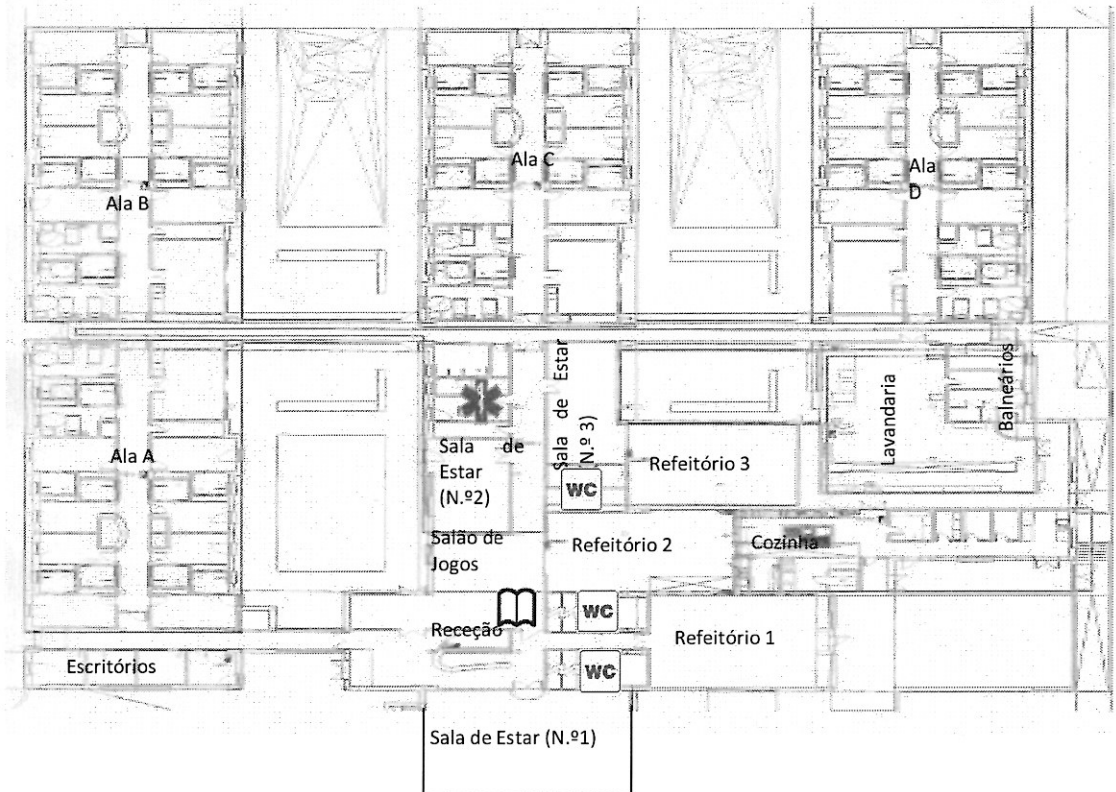 Ala B
Ala C
Ala
D
Ala A
Sala de
Estar
(N.º2)
Sala de Estar
(N.º 3)
WC
Refeitório 3
Lavandaria
Balneários
Salão de
Jogos
Refeitório 2
Cozinha
Receção
WC
Refeitório 1
Escritórios
WC
Sala de Estar (N.º1)